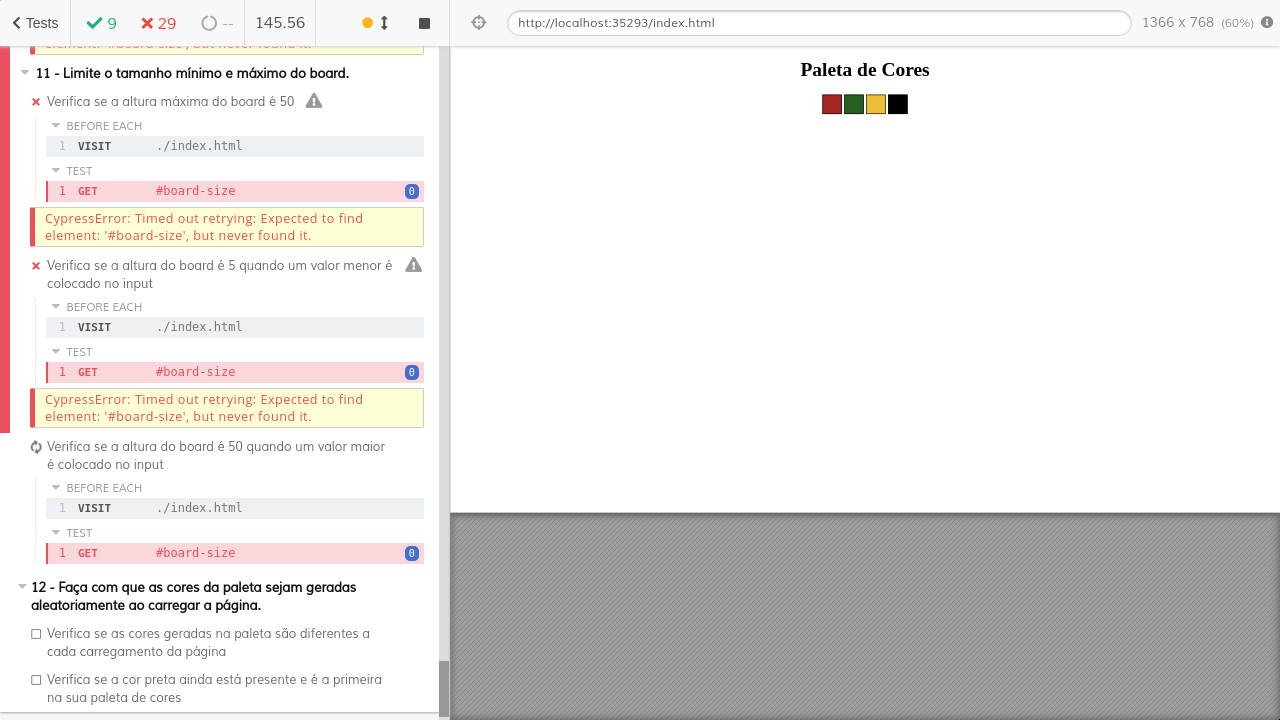 Tests 9 29 -- 145.56
http://localhost:35293/index.html 1366 x 768 (60%)
element: '#board-size', but never found it.
11 - Limite o tamanho mínimo e máximo do board.
Verifica se a altura máxima do board é 50
BEFORE EACH
1 VISIT ./index.html
TEST
1 GET #board-size 0
CypressError: Timed out retrying: Expected to find
element: '#board-size', but never found it.
Verifica se a altura do board é 5 quando um valor menor é
colocado no input
BEFORE EACH
1 VISIT ./index.html
TEST
1 GET #board-size 0
CypressError: Timed out retrying: Expected to find
element: '#board-size', but never found it.
Verifica se a altura do board é 50 quando um valor maior
é colocado no input
BEFORE EACH
1 VISIT ./index.html
TEST
1 GET #board-size 0
12 - Faça com que as cores da paleta sejam geradas
aleatoriamente ao carregar a página.
Verifica se as cores geradas na paleta são diferentes a
cada carregamento da página
Verifica se a cor preta ainda está presente e é a primeira
na sua paleta de cores
Paleta de Cores